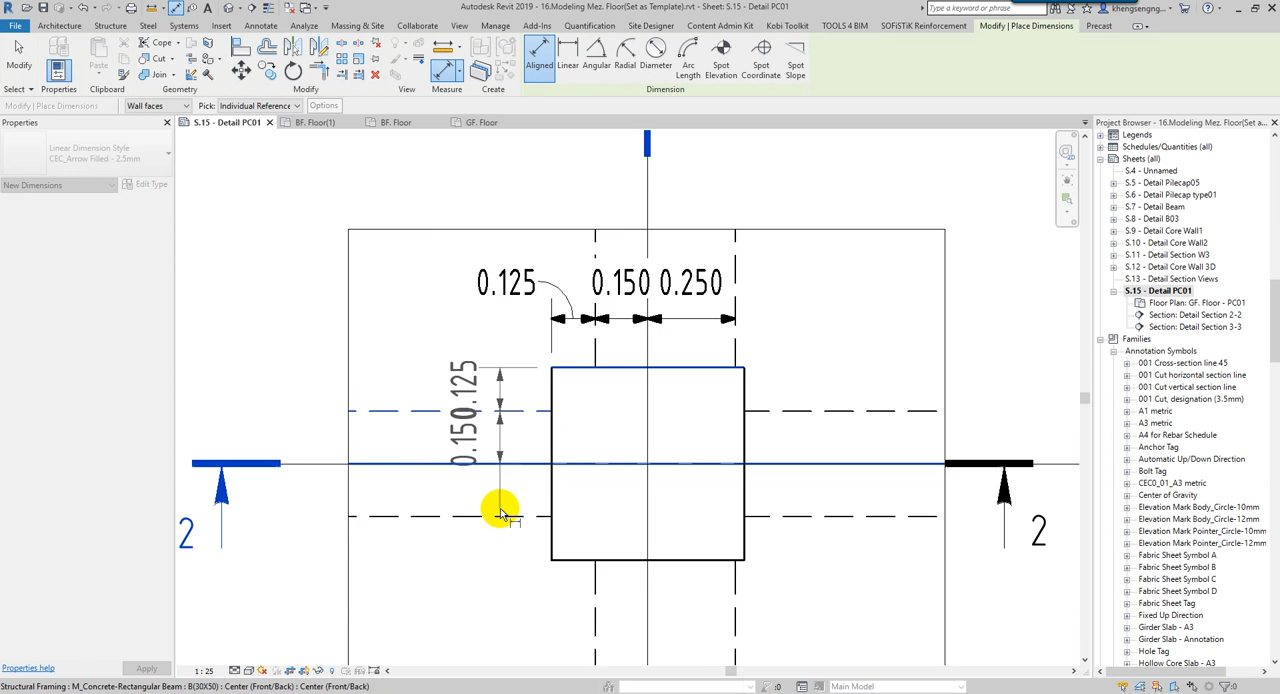 Autodesk Revit 2019 - 16.Modeling Mez. Floor(Set as Template).rvt - Sheet: S.15 - Detail PC01
Type a keyword or phrase
khengsengng...
File Architecture Structure Steel Systems Insert Annotate Analyze Massing & Site Collaborate View Manage Add-Ins Quantification Site Designer Content Admin Kit Kobi Toolkit TOOLS 4 BIM SOFiSTiK Reinforcement Modify | Place Dimensions Precast
Modify Paste Cope Cut Join Aligned Linear Angular Radial Diameter Arc Length Spot Elevation Spot Coordinate Spot Slope
Select Properties Clipboard Geometry Modify View Measure Create Dimension
Modify | Place Dimensions Wall faces Pick: Individual Reference Options
Properties
S.15 - Detail PC01 BF. Floor(1) BF. Floor GF. Floor
Project Browser - 16.Modeling Mez. Floor(Set a...
Linear Dimension Style
CEC_Arrow Filled - 2.5mm
New Dimensions Edit Type
Legends
Schedules/Quantities (all)
Sheets (all)
S.4 - Unnamed
S.5 - Detail Pilecap05
S.6 - Detail Pilecap type01
S.7 - Detail Beam
S.8 - Detail B03
S.9 - Detail Core Wall1
S.10 - Detail Core Wall2
S.11 - Detail Section W3
S.12 - Detail Core Wall 3D
S.13 - Detail Section Views
S.15 - Detail PC01
Floor Plan: GF. Floor - PC01
Section: Detail Section 2-2
Section: Detail Section 3-3
Families
Annotation Symbols
001 Cross-section line 45
001 Cut horizontal section line
001 Cut vertical section line
001 Cut, designation (3.5mm)
A1 metric
A3 metric
A4 for Rebar Schedule
Anchor Tag
Automatic Up/Down Direction
Bolt Tag
CEC0_01_A3 metric
Center of Gravity
Elevation Mark Body_Circle-10mm
Elevation Mark Body_Circle-12mm
Elevation Mark Pointer_Circle-10mm
Elevation Mark Pointer_Circle-12mm
Fabric Sheet Symbol A
Fabric Sheet Symbol B
Fabric Sheet Symbol C
Fabric Sheet Symbol D
Fabric Sheet Tag
Fixed Up Direction
Girder Slab - A3
Girder Slab - Annotation
Hole Tag
Hollow Core Slab - A3
0.125 0.150 0.250
0.125
0.150
2 2
Properties help Apply
1 : 25
Structural Framing : M_Concrete-Rectangular Beam : B(30X50) : Center (Front/Back) : Center (Front/Back)
:0 Main Model :0